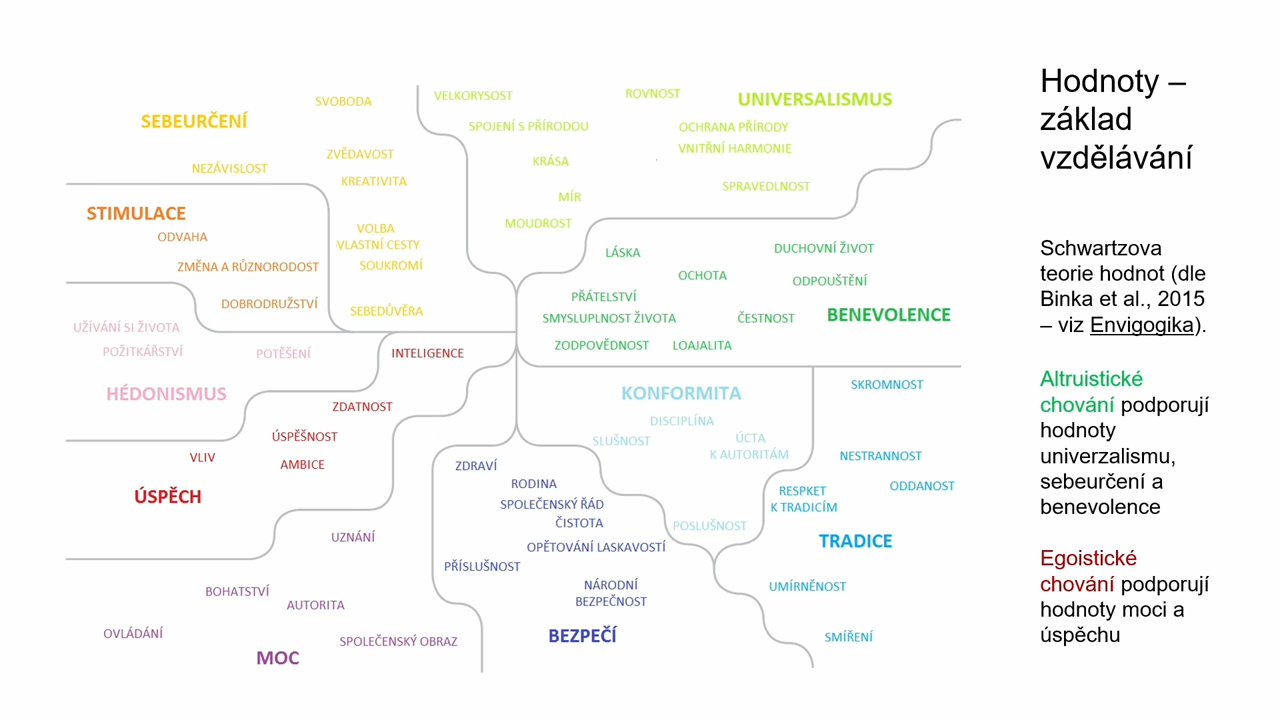 Hodnoty –
základ
vzdělávání
Schwartzova
teorie hodnot (dle
Binka et al., 2015
– viz Envigogika).
Altruistické
chování podporují
hodnoty
univerzalismu,
sebeurčení a
benevolence
Egoistické
chování podporují
hodnoty moci a
úspěchu
SEBEURČENÍ
SVOBODA
ZVĚDAVOST
NEZÁVISLOST
KREATIVITA
VOLBA
VLASTNÍ CESTY
SOUKROMÍ
SEBEDŮVĚRA
UNIVERSALISMUS
VELKORYSOST
ROVNOST
SPOJENÍ S PŘÍRODOU
OCHRANA PŘÍRODY
VNITŘNÍ HARMONIE
KRÁSA
SPRAVEDLNOST
MÍR
MOUDROST
STIMULACE
ODVAHA
ZMĚNA A RŮZNORODOST
DOBRODRUŽSTVÍ
LÁSKA
DUCHOVNÍ ŽIVOT
OCHOTA
ODPOUŠTĚNÍ
PŘÁTELSTVÍ
SMYSLUPLNOST ŽIVOTA
ČESTNOST
BENEVOLENCE
ZODPOVĚDNOST
LOAJALITA
UŽÍVÁNÍ SI ŽIVOTA
POŽITKÁŘSTVÍ
POTĚŠENÍ
HÉDONISMUS
INTELIGENCE
ZDATNOST
ÚSPĚŠNOST
VLIV
AMBICE
ÚSPĚCH
KONFORMITA
DISCIPLÍNA
SLUŠNOST
ÚCTA
K AUTORITÁM
POSLUŠNOST
SKROMNOST
NESTRANNOST
ODDANOST
RESPKET
K TRADICÍM
TRADICE
UMÍRNĚNOST
SMÍŘENÍ
ZDRAVÍ
RODINA
SPOLEČENSKÝ ŘÁD
ČISTOTA
OPĚTOVÁNÍ LASKAVOSTÍ
PŘÍSLUŠNOST
NÁRODNÍ
BEZPEČNOST
BEZPEČÍ
UZNÁNÍ
BOHATSTVÍ
AUTORITA
OVLÁDÁNÍ
SPOLEČENSKÝ OBRAZ
MOC